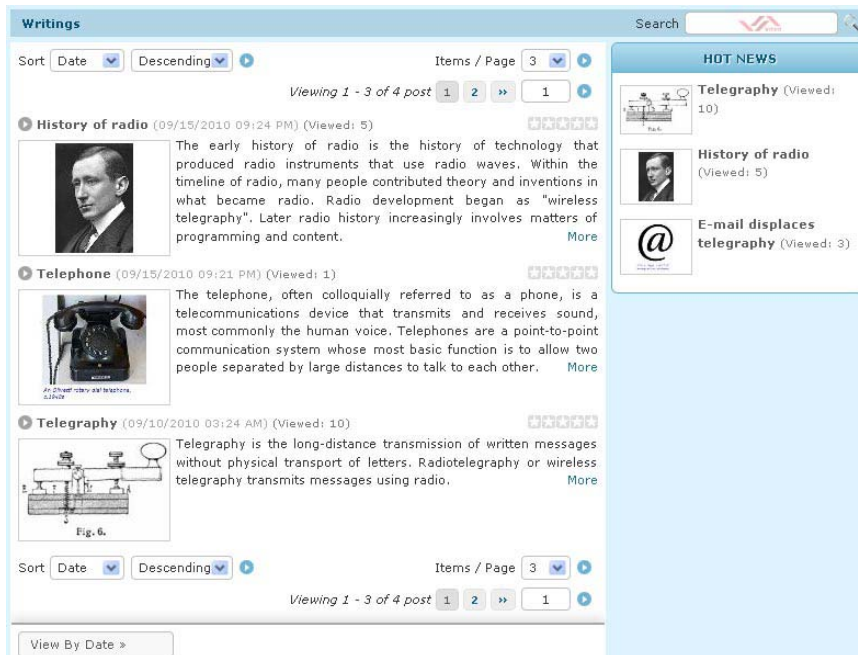 Writings
Search
Sort Date Descending Items / Page 3
Viewing 1 - 3 of 4 post 1 2 » 1
History of radio (09/15/2010 09:24 PM) (Viewed: 5)
The early history of radio is the history of technology that
produced radio instruments that use radio waves. Within the
timeline of radio, many people contributed theory and inventions in
what became radio. Radio development began as "wireless
telegraphy". Later radio history increasingly involves matters of
programming and content. More
Telephone (09/15/2010 09:21 PM) (Viewed: 1)
The telephone, often colloquially referred to as a phone, is a
telecommunications device that transmits and receives sound,
most commonly the human voice. Telephones are a point-to-point
communication system whose most basic function is to allow two
people separated by large distances to talk to each other. More
An Olivetti rotary dial telephone,
c.1940s
Telegraphy (09/10/2010 03:24 AM) (Viewed: 10)
Telegraphy is the long-distance transmission of written messages
without physical transport of letters. Radiotelegraphy or wireless
telegraphy transmits messages using radio. More
Fig. 6.
Sort Date Descending Items / Page 3
Viewing 1 - 3 of 4 post 1 2 » 1
View By Date »
HOT NEWS
Telegraphy (Viewed:
10)
Fig. 6.
History of radio
(Viewed: 5)
E-mail displaces
telegraphy (Viewed: 3)
@